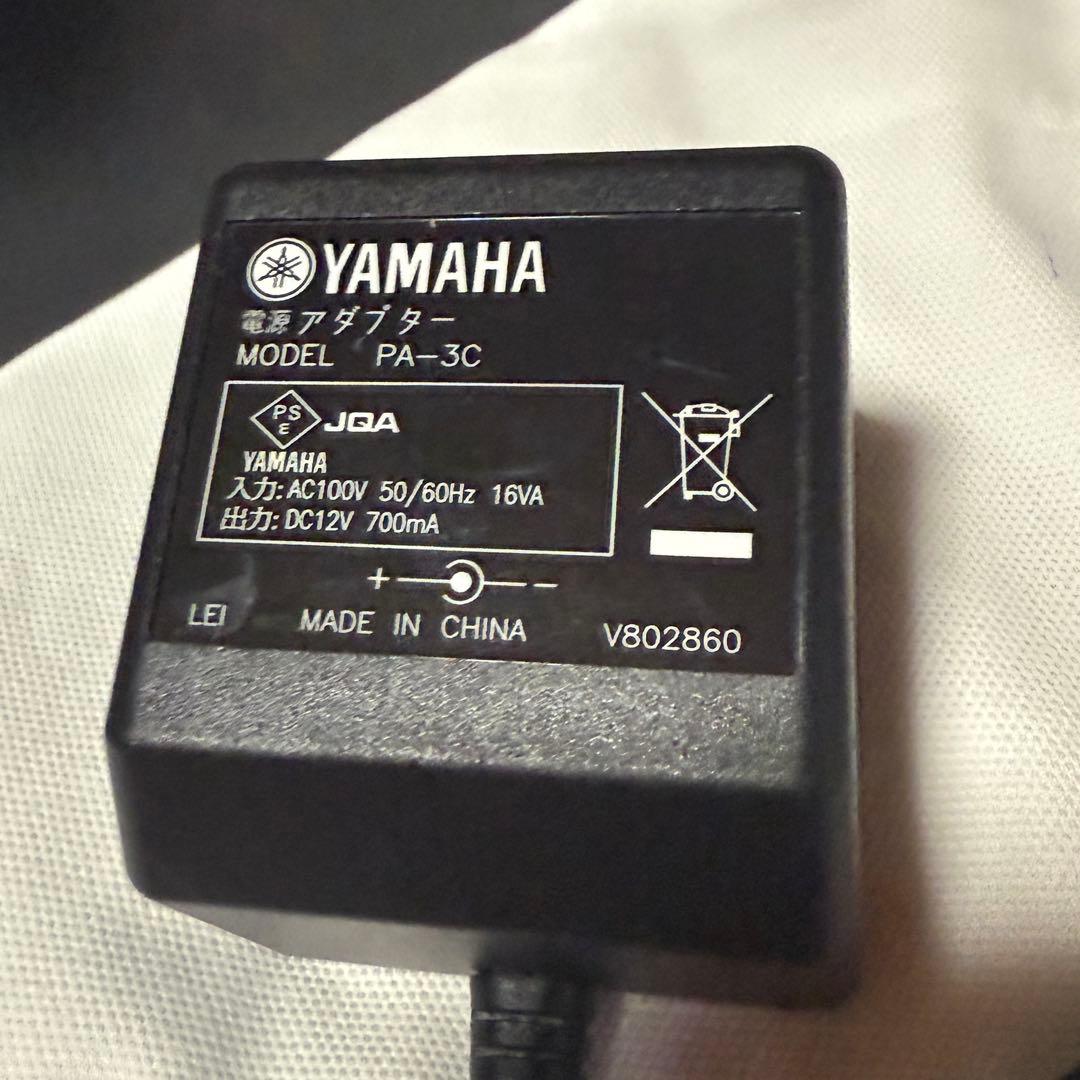 YAMAHA
電源アダプター
MODEL PA-3C
PS
E
JQA
YAMAHA
入力:AC100V 50/60Hz 16VA
出力:DC12V 700mA
+ −
LEI MADE IN CHINA V802860